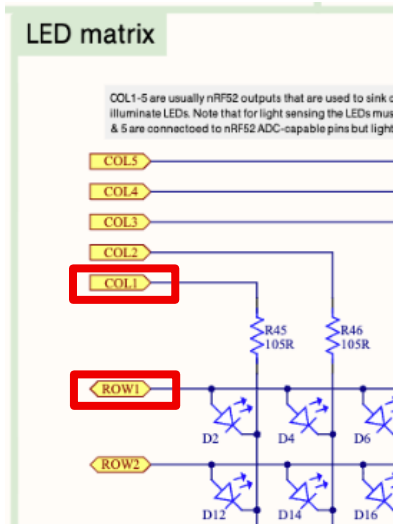 LED matrix
COL1-5 are usually nRF52 outputs that are used to sink
illuminate LEDs. Note that for light sensing the LEDs mus
& 5 are connectoed to nRF52 ADC-capable pins but light
COL5
COL4
COL3
COL2
COL1
R45 R46
105R 105R
ROW1
D2 D4 D6
ROW2
D12 D14 D16